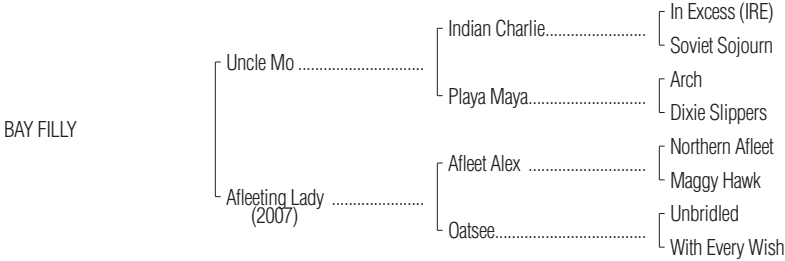 In Excess (IRE)
Indian Charlie........................
Soviet Sojourn
Uncle Mo ..............................
Arch
Playa Maya............................
Dixie Slippers
BAY FILLY
Northern Afleet
Afleet Alex ............................
Maggy Hawk
Afleeting Lady ......................
(2007)
Unbridled
Oatsee....................................
With Every Wish